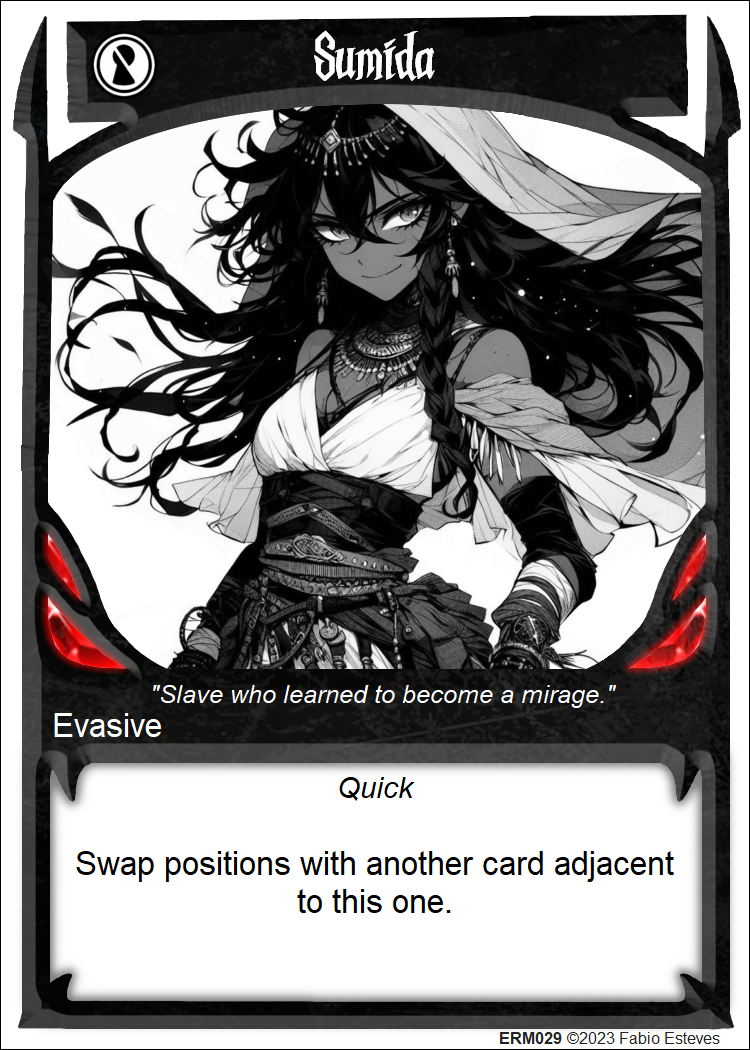 Sumida
"Slave who learned to become a mirage."
Evasive
Quick
Swap positions with another card adjacent
to this one.
ERM029 ©2023 Fabio Esteves